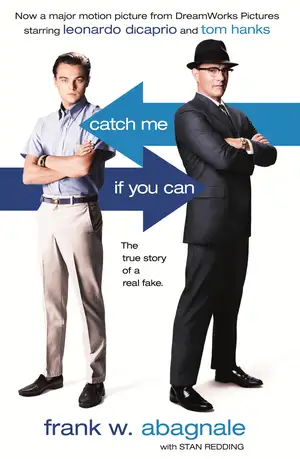 Now a major motion picture from DreamWorks Pictures
starring leonardo dicaprio and tom hanks
catch me
if you can
The
true story
of a
real fake.
frank w. abagnale
with STAN REDDING